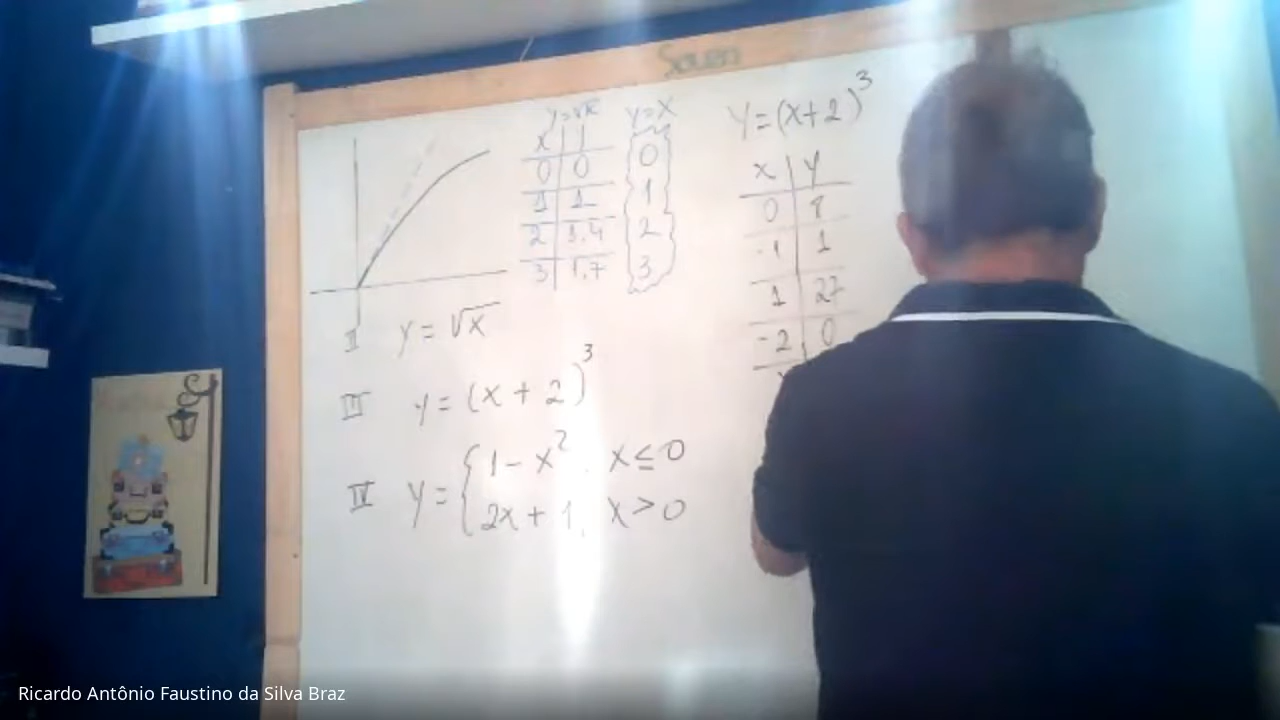 Souen
y=√x
x
0 0
1 1
2 1,4
3 1,7
y=x
0
1
2
3
y=(x+2)³
x y
0 8
-1 1
1 27
-2 0
II y=√x
III y=(x+2)³
IV y={1-x², x≤0
2x+1, x>0
Ricardo Antônio Faustino da Silva Braz